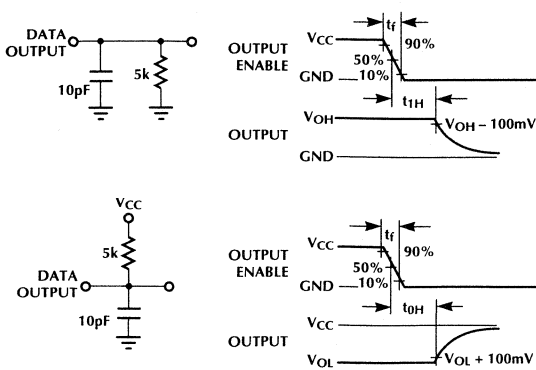 DATA
OUTPUT
10pF
5k
OUTPUT
ENABLE
VCC
GND
tf
90%
50%
10%
t1H
OUTPUT
VOH
GND
VOH – 100mV
VCC
5k
DATA
OUTPUT
10pF
OUTPUT
ENABLE
VCC
GND
tf
90%
50%
10%
t0H
OUTPUT
VCC
VOL
VOL + 100mV